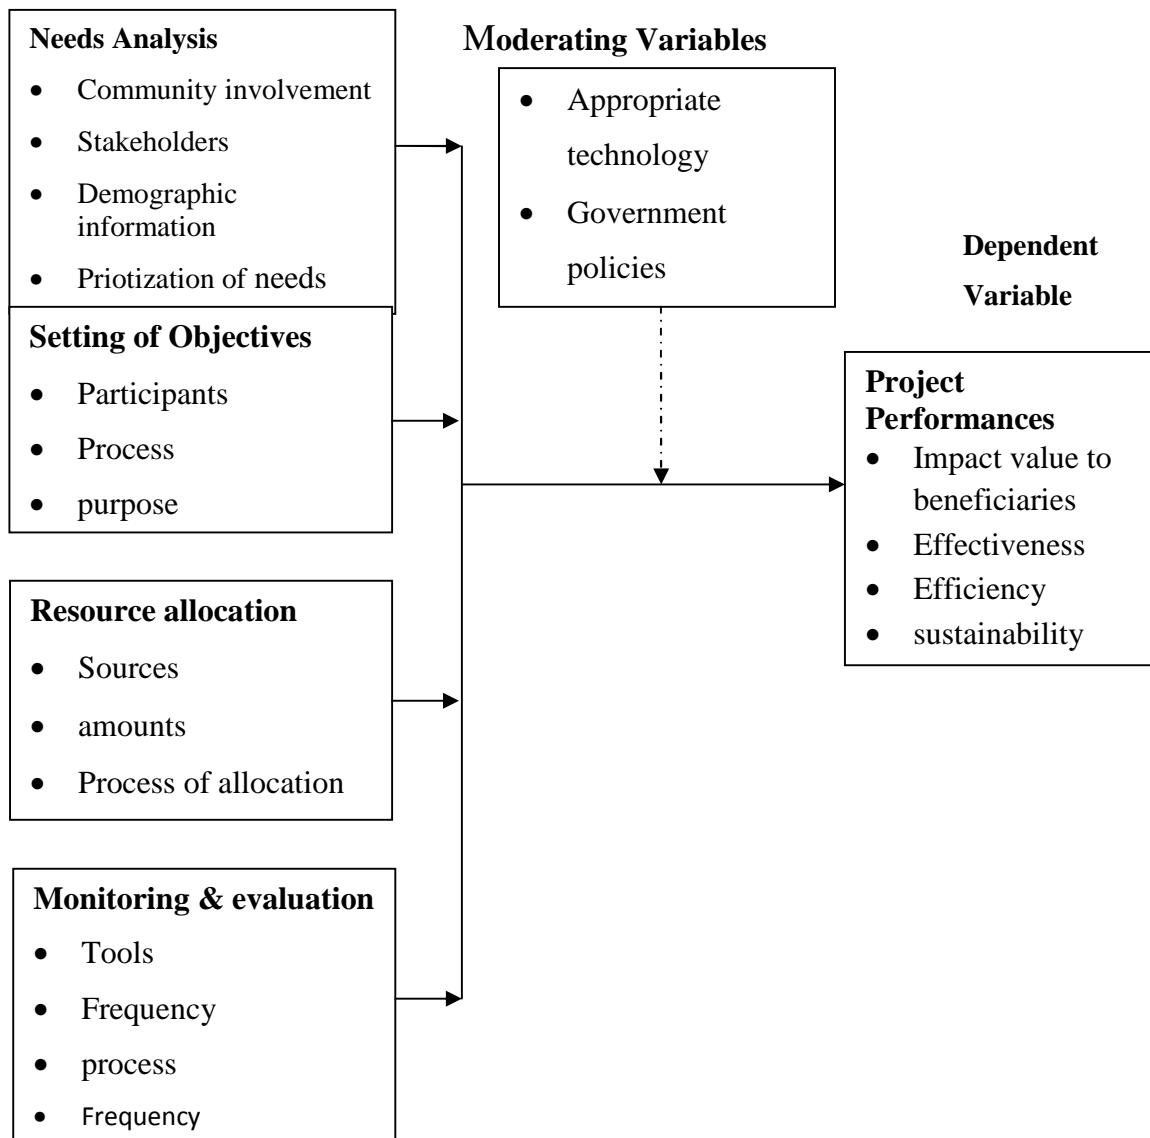 Needs Analysis
• Community involvement
• Stakeholders
• Demographic
information
• Priotization of needs
Setting of Objectives
• Participants
• Process
• purpose
Resource allocation
• Sources
• amounts
• Process of allocation
Monitoring & evaluation
• Tools
• Frequency
• process
• Frequency
Moderating Variables
• Appropriate
technology
• Government
policies
Dependent
Variable
Project
Performances
• Impact value to
beneficiaries
• Effectiveness
• Efficiency
• sustainability